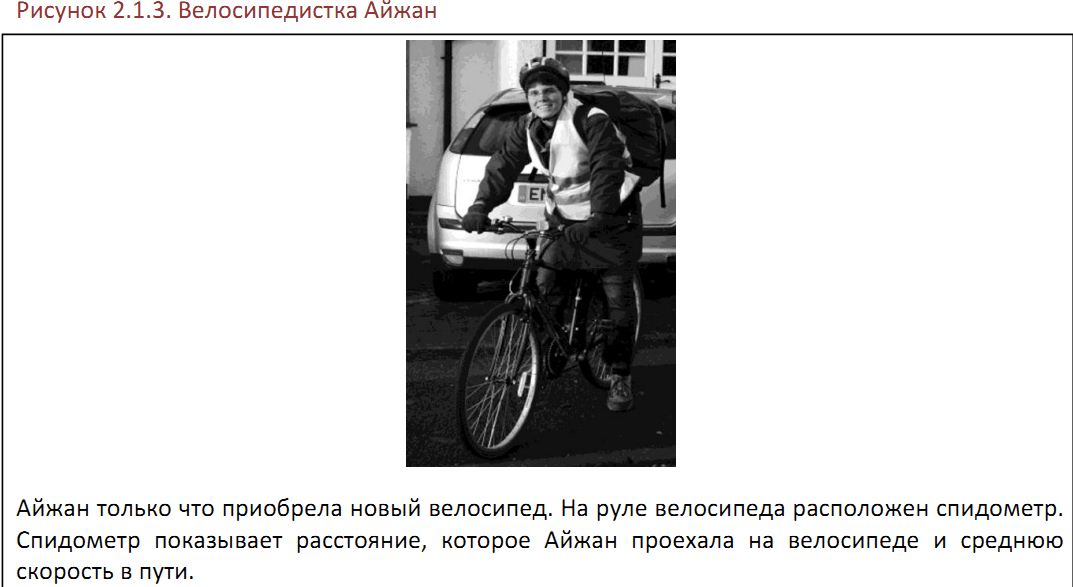 Рисунок 2.1.3. Велосипедистка Айжан
EM
Айжан только что приобрела новый велосипед. На руле велосипеда расположен спидометр.
Спидометр показывает расстояние, которое Айжан проехала на велосипеде и среднюю
скорость в пути.